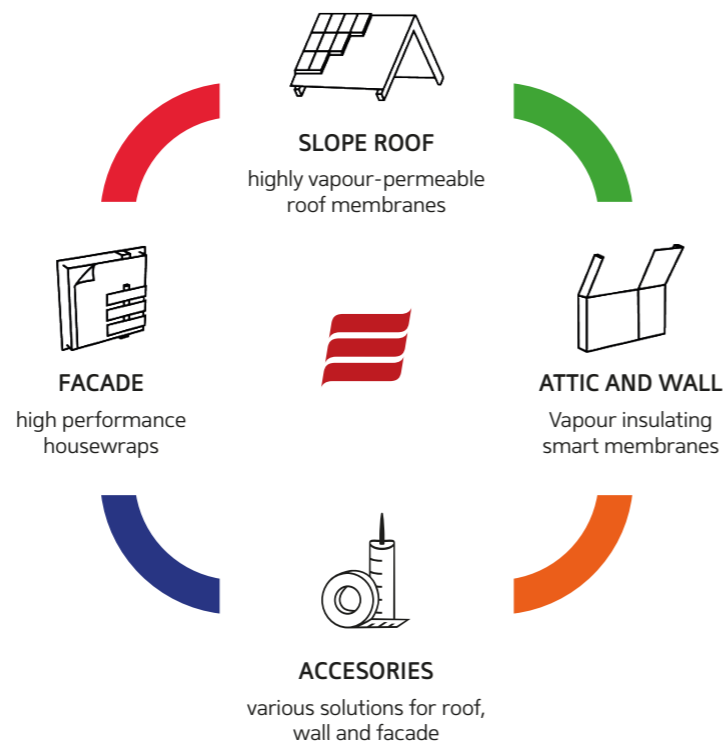 SLOPE ROOF
highly vapour-permeable
roof membranes
FACADE
high performance
housewraps
ATTIC AND WALL
Vapour insulating
smart membranes
ACCESORIES
various solutions for roof,
wall and facade